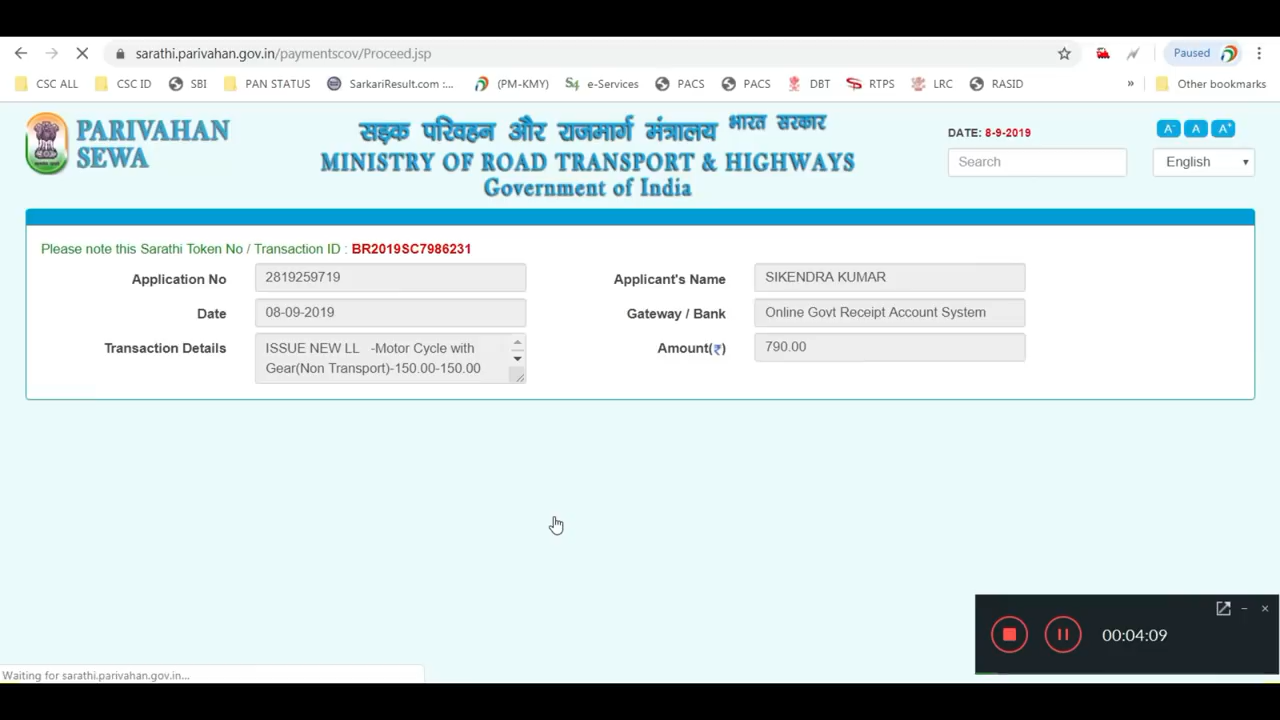 sarathi.parivahan.gov.in/paymentscov/Proceed.jsp
Paused
CSC ALL CSC ID SBI PAN STATUS SarkariResult.com :... (PM-KMY) e-Services PACS PACS DBT RTPS LRC RASID » Other bookmarks
PARIVAHAN
SEWA
सड़क परिवहन और राजमार्ग मंत्रालय भारत सरकार
MINISTRY OF ROAD TRANSPORT & HIGHWAYS
Government of India
DATE: 8-9-2019
A- A A+
Search
English
Please note this Sarathi Token No / Transaction ID : BR2019SC7986231
Application No 2819259719 Applicant's Name SIKENDRA KUMAR
Date 08-09-2019 Gateway / Bank Online Govt Receipt Account System
Transaction Details ISSUE NEW LL -Motor Cycle with Amount(₹) 790.00
Gear(Non Transport)-150.00-150.00
00:04:09
Waiting for sarathi.parivahan.gov.in...